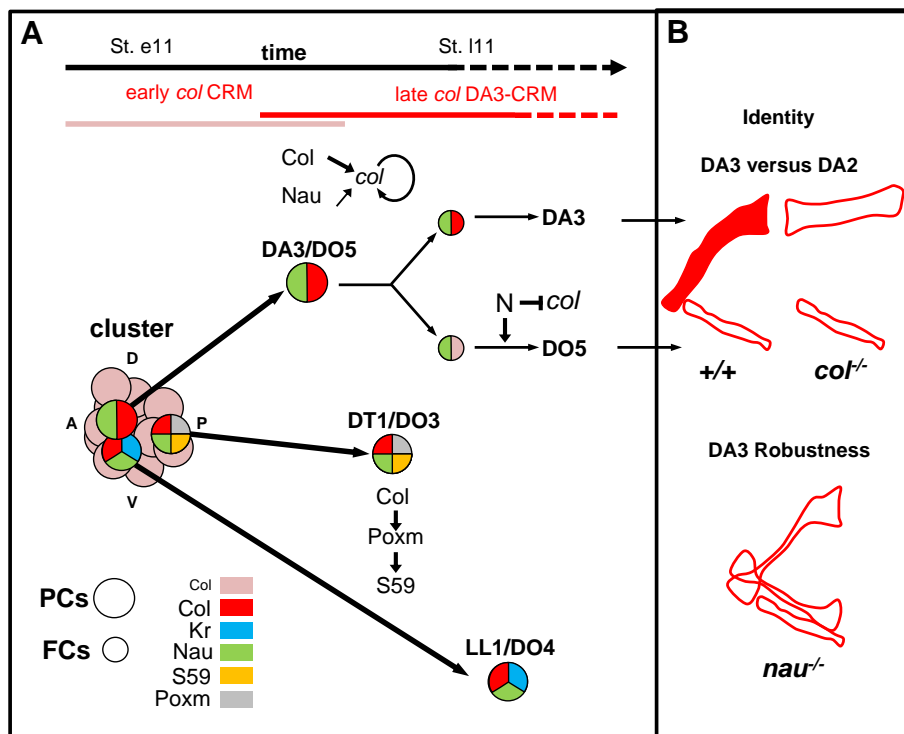 A
St. e11
time
St. l11
early col CRM
late col DA3-CRM
Col
col
Nau
DA3/DO5
DA3
N
col
DO5
cluster
D
A
P
V
DT1/DO3
Col
Poxm
S59
LL1/DO4
PCs
FCs
Col
Col
Kr
Nau
S59
Poxm
B
Identity
DA3 versus DA2
+/+
col-/-
DA3 Robustness
nau-/-